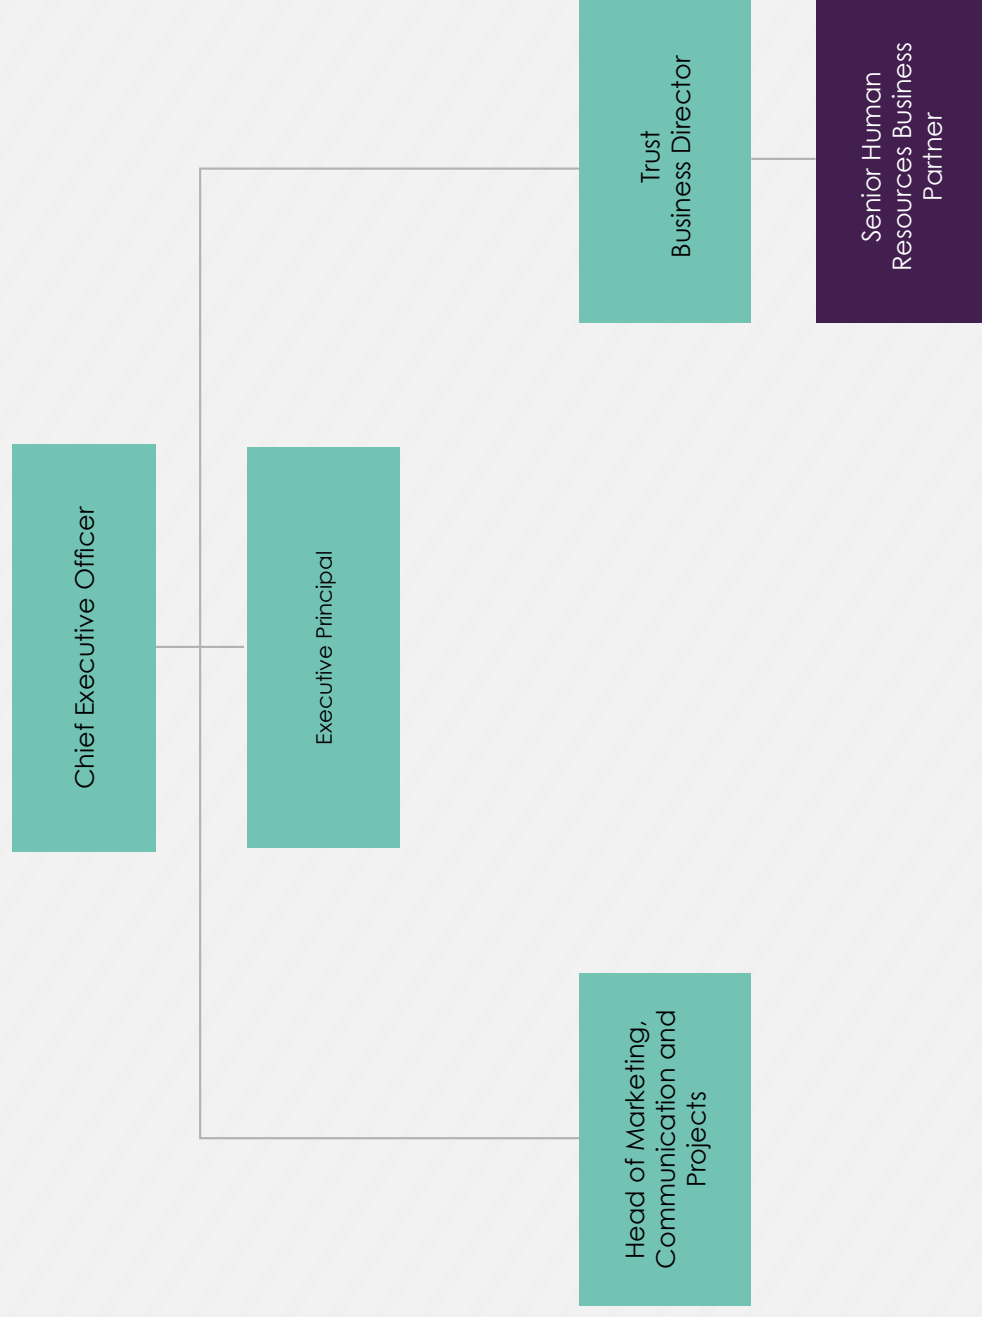 Chief Executive Officer
Executive Principal
Head of Marketing,
Communication and
Projects
Trust
Business Director
Senior Human
Resources Business
Partner